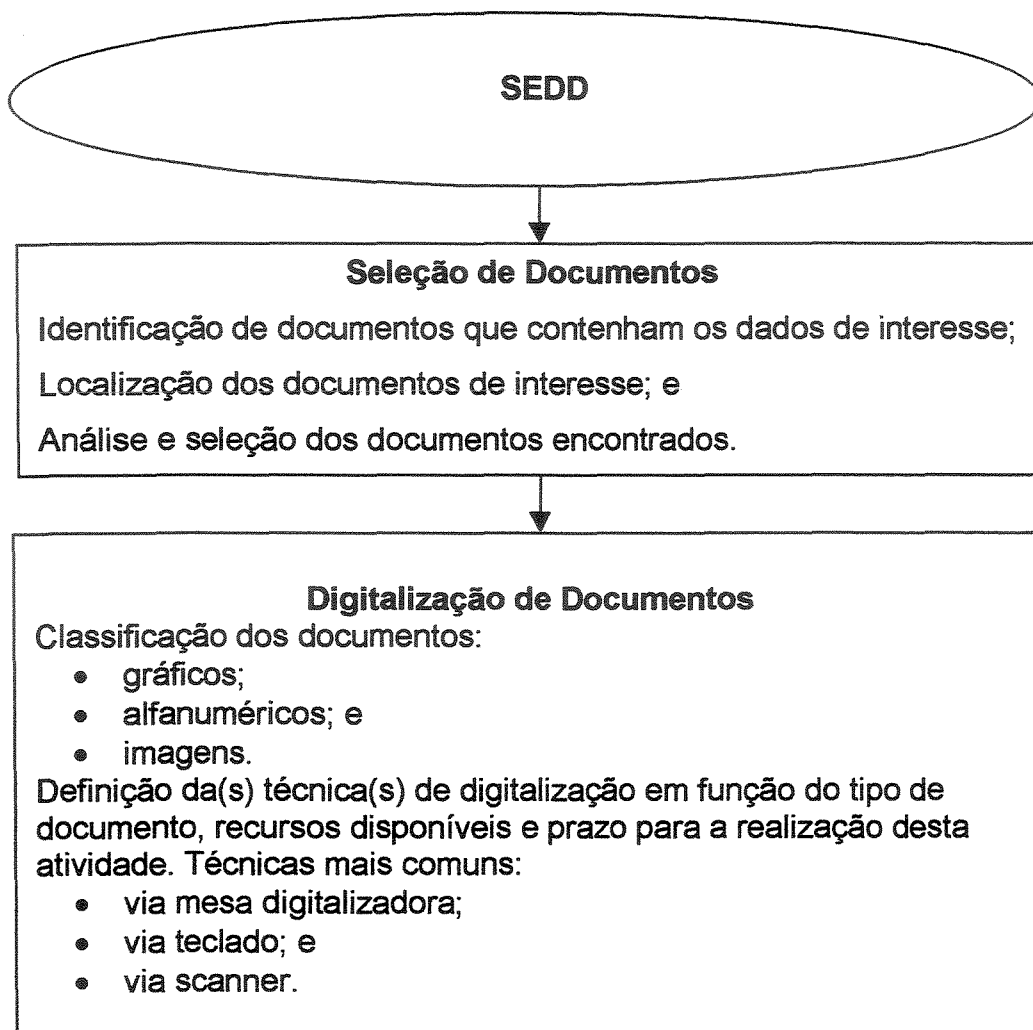 SEDD
Seleção de Documentos
Identificação de documentos que contenham os dados de interesse;
Localização dos documentos de interesse; e
Análise e seleção dos documentos encontrados.
Digitalização de Documentos
Classificação dos documentos:
• gráficos;
• alfanuméricos; e
• imagens.
Definição da(s) técnica(s) de digitalização em função do tipo de
documento, recursos disponíveis e prazo para a realização desta
atividade. Técnicas mais comuns:
• via mesa digitalizadora;
• via teclado; e
• via scanner.